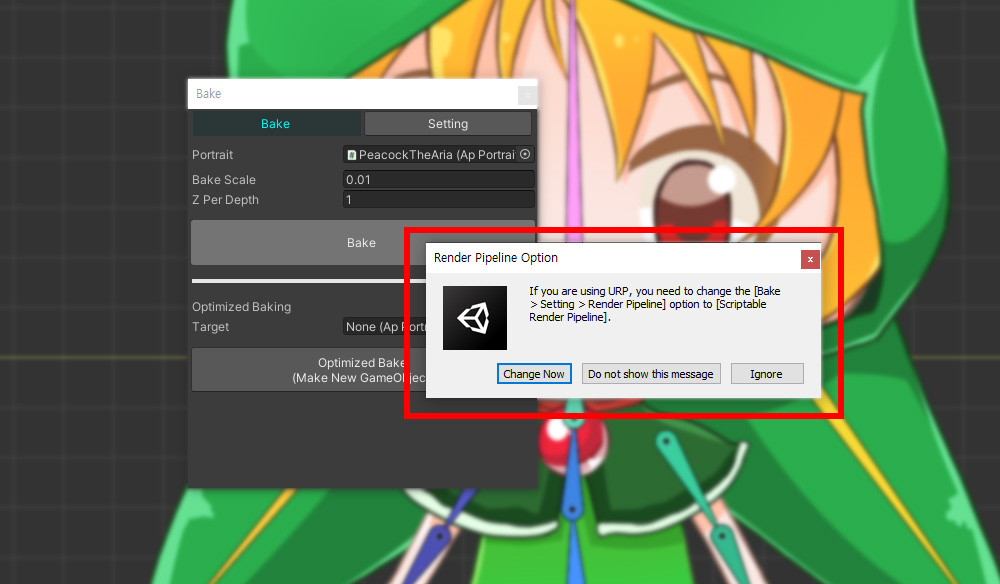 Bake
Bake Setting
Portrait PeacockTheAria (Ap Portrai
Bake Scale 0.01
Z Per Depth 1
Bake
Render Pipeline Option x
If you are using URP, you need to change the [Bake
> Setting > Render Pipeline] option to [Scriptable
Render Pipeline].
Change Now Do not show this message Ignore
Optimized Baking
Target None (Ap Portr
Optimized Bake
(Make New GameObjec